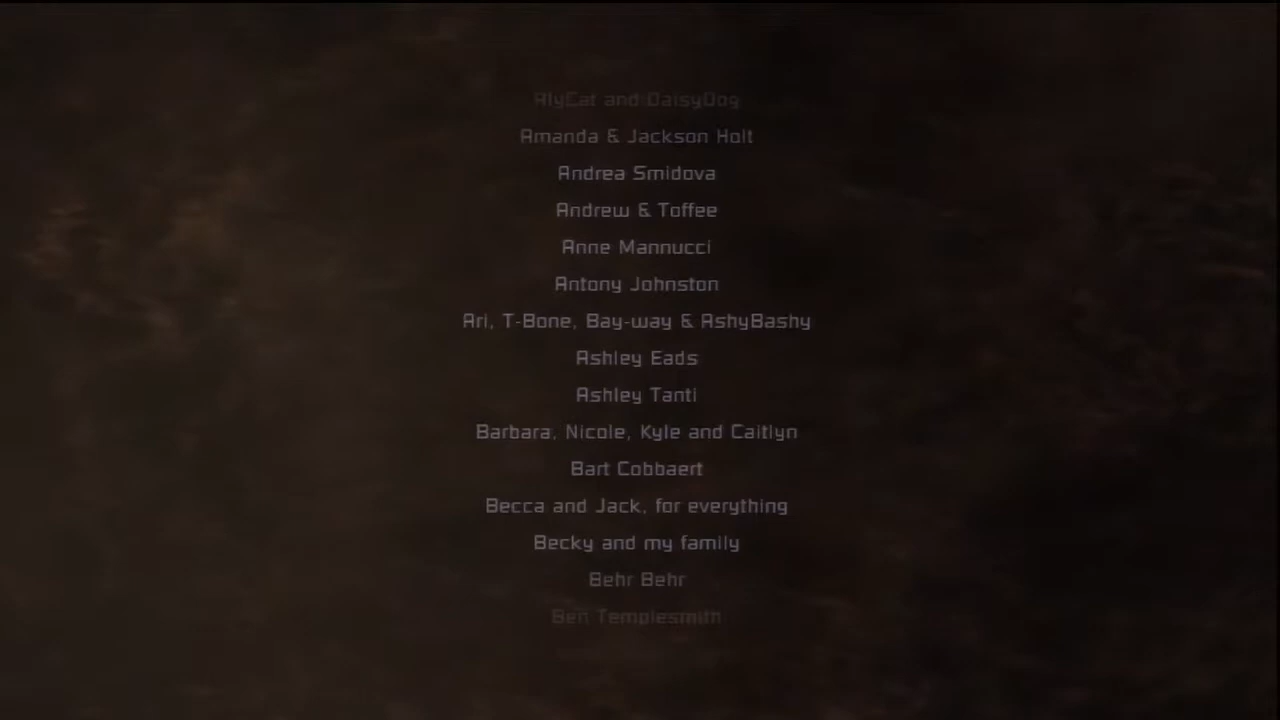 AlyCat and DaisyDog
Amanda & Jackson Holt
Andrea Smidova
Andrew & Toffee
Anne Mannucci
Antony Johnston
Ari, T-Bone, Bay-way & AshyBashy
Ashley Eads
Ashley Tanti
Barbara, Nicole, Kyle and Caitlyn
Bart Cobbaert
Becca and Jack, for everything
Becky and my family
Behr Behr
Ben Templesmith